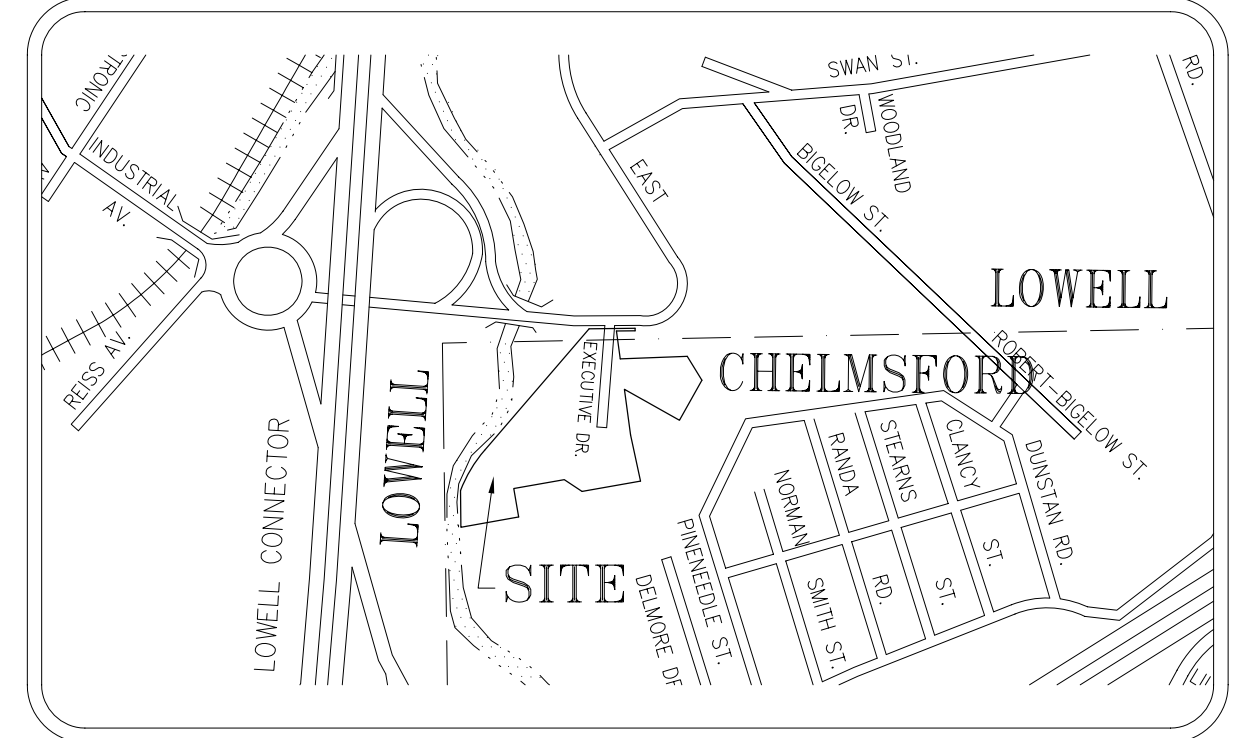 SWAN ST.
RD.
WOODLAND
DR.
INDUSTRIAL
AV.
EAST
BIGELOW ST.
LOWELL
REISS AV.
EXECUTIVE DR.
CHELMSFORD
ROBERT-BIGELOW ST.
LOWELL
LOWELL CONNECTOR
RANDA
STEARNS
CLANCY
DUNSTAN RD.
NORMAN
SITE
PINENEEDLE ST.
DELMORE DR
SMITH ST.
RD.
ST.
ST.